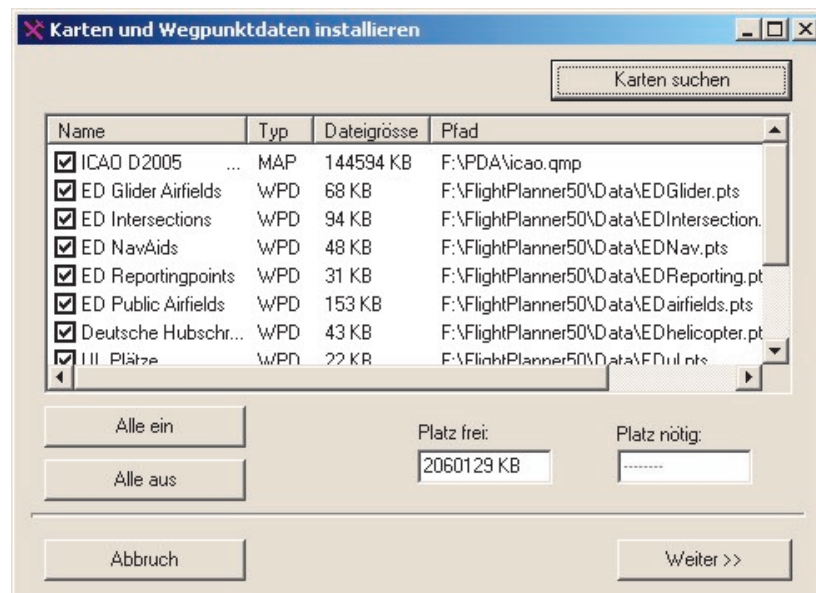 Karten und Wegpunktdaten installieren
Karten suchen
Name Typ Dateigrösse Pfad
ICAO D2005 ... MAP 144594 KB F:\PDA\icao.qmp
ED Glider Airfields WPD 68 KB F:\FlightPlanner50\Data\EDGlider.pts
ED Intersections WPD 94 KB F:\FlightPlanner50\Data\EDIntersection.
ED NavAids WPD 48 KB F:\FlightPlanner50\Data\EDNav.pts
ED Reportingpoints WPD 31 KB F:\FlightPlanner50\Data\EDReporting.pt
ED Public Airfields WPD 153 KB F:\FlightPlanner50\Data\EDairfields.pts
Deutsche Hubschr... WPD 43 KB F:\FlightPlanner50\Data\EDhelicopter.pt
UL Plätze WPD 22 KB F:\FlightPlanner50\Data\EDul.pts
Alle ein
Alle aus
Platz frei: Platz nötig:
2060129 KB --------
Abbruch Weiter >>